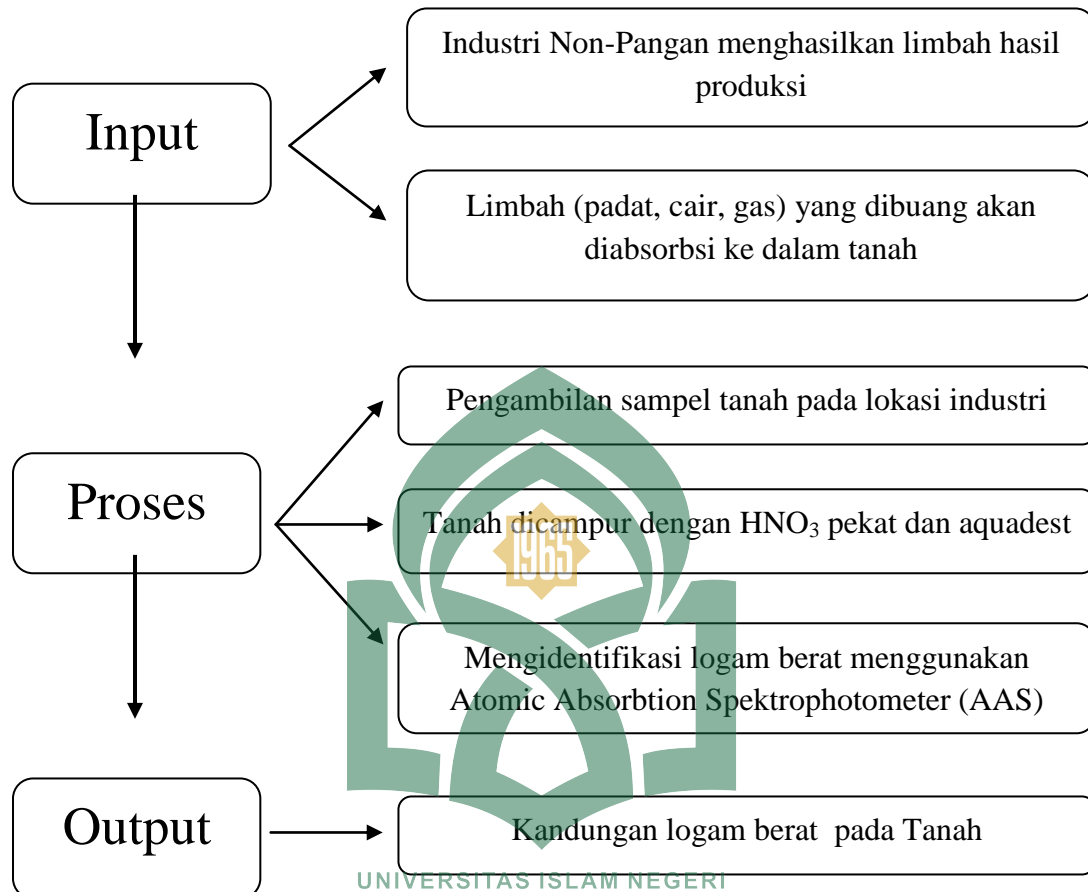 Input
Industri Non-Pangan menghasilkan limbah hasil
produksi
Limbah (padat, cair, gas) yang dibuang akan
diabsorbsi ke dalam tanah
Proses
Pengambilan sampel tanah pada lokasi industri
Tanah dicampur dengan HNO₃ pekat dan aquadest
1965
Mengidentifikasi logam berat menggunakan
Atomic Absorbtion Spektrophotometer (AAS)
Output
Kandungan logam berat pada Tanah
UNIVERSITAS ISLAM NEGERI